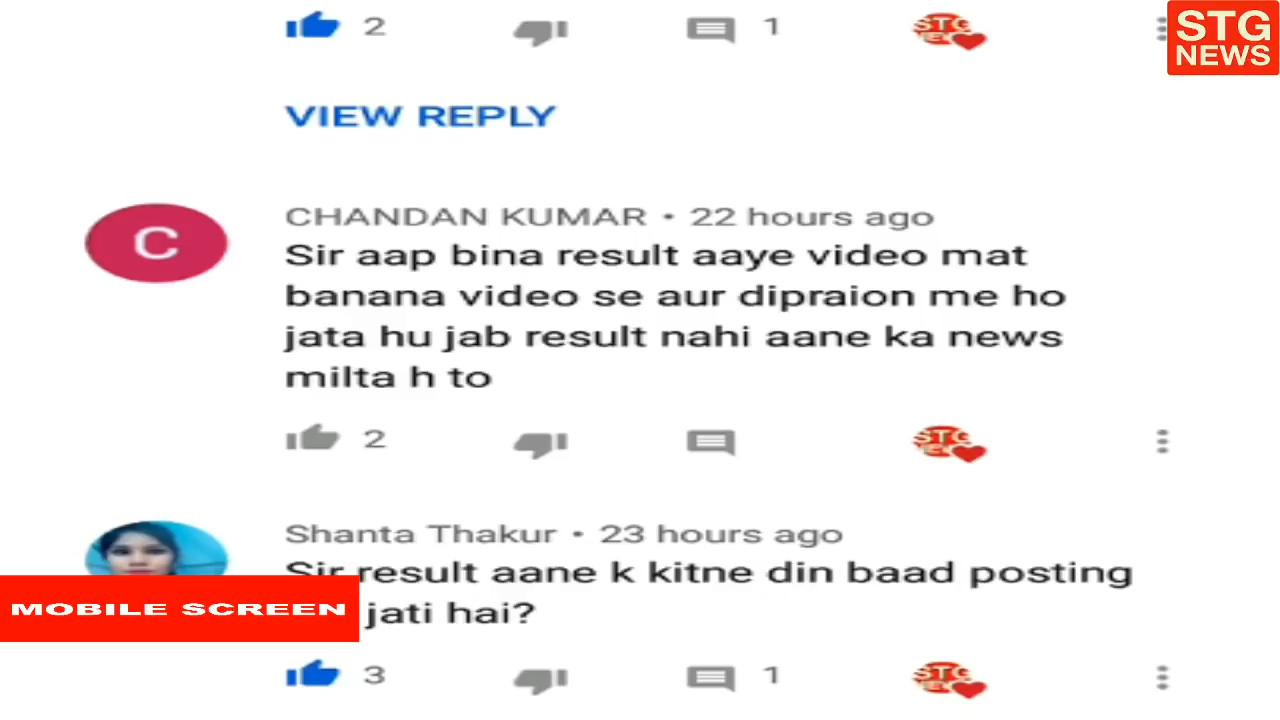 2 1
STG
NEWS
VIEW REPLY
C
CHANDAN KUMAR • 22 hours ago
Sir aap bina result aaye video mat
banana video se aur dipraion me ho
jata hu jab result nahi aane ka news
milta h to
2
STG
Shanta Thakur • 23 hours ago
Sir result aane k kitne din baad posting
MOBILE SCREEN
jati hai?
3 1
STG